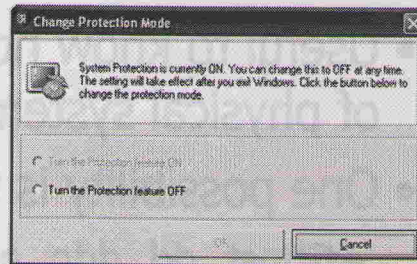 Change Protection Mode
System Protection is currently ON. You can change this to OFF at any time.
The setting will take effect after you exit Windows. Click the button below to
change the protection mode.
Turn the Protection feature ON
Turn the Protection feature OFF
OK
Cancel